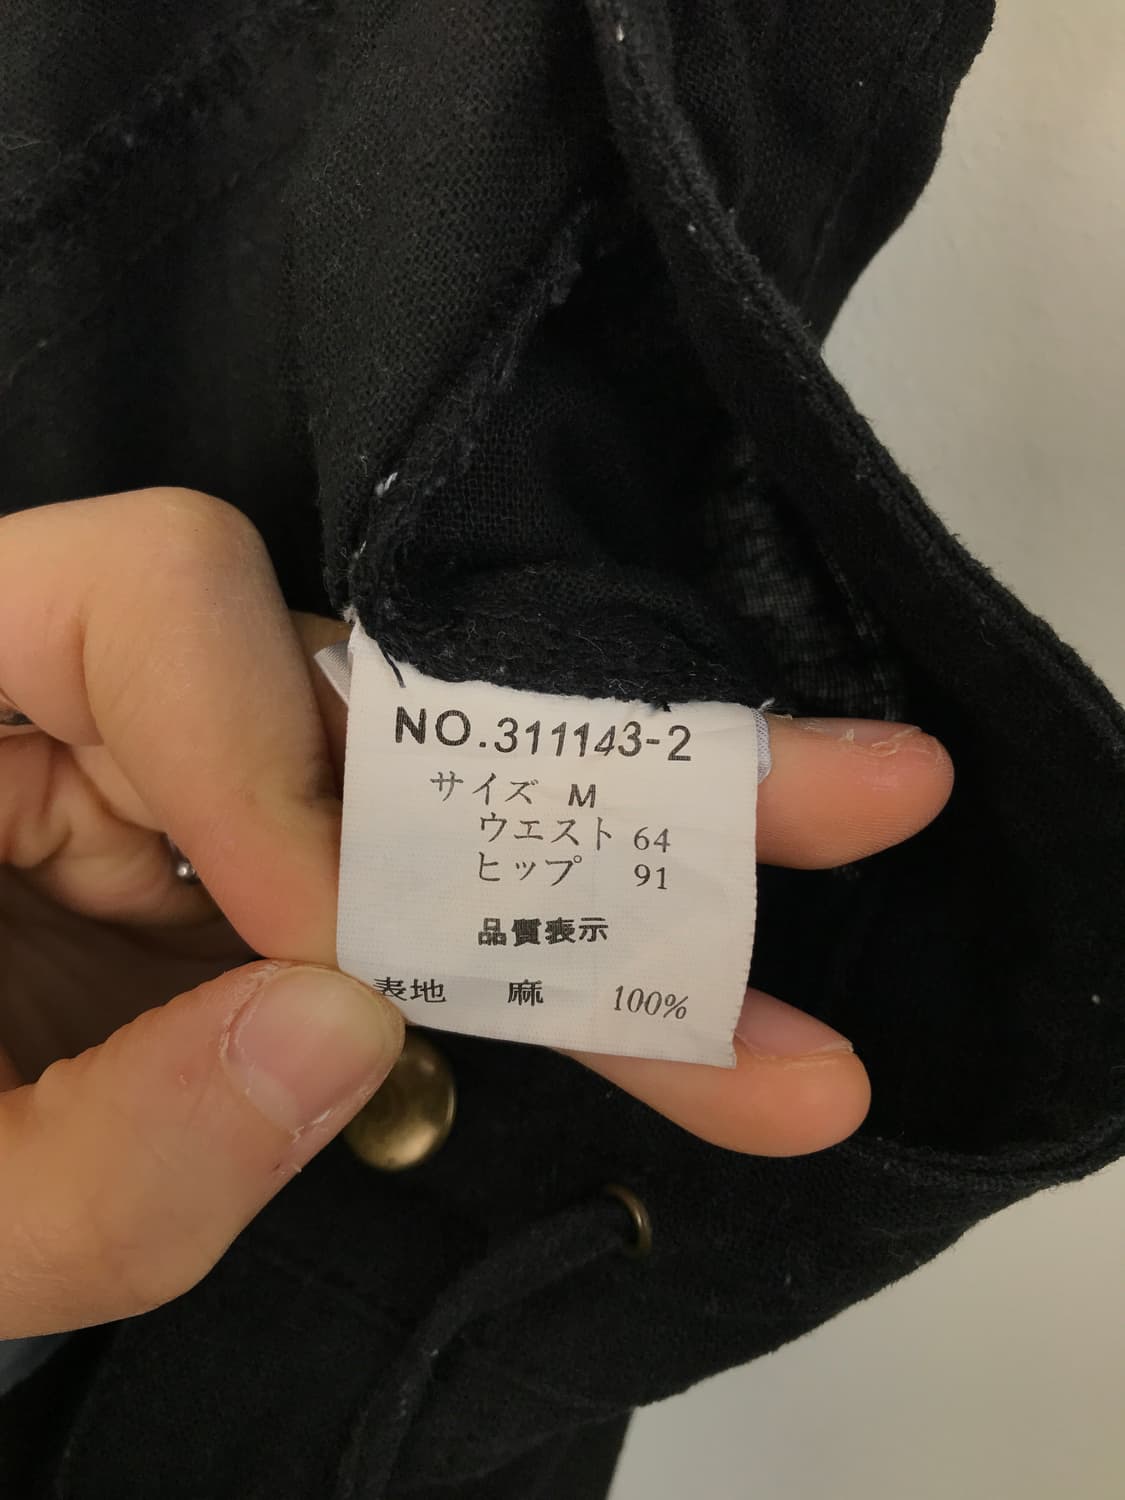 NO.311143-2
サイズ M
ウエスト 64
ヒップ 91
品質表示
表地 麻 100%